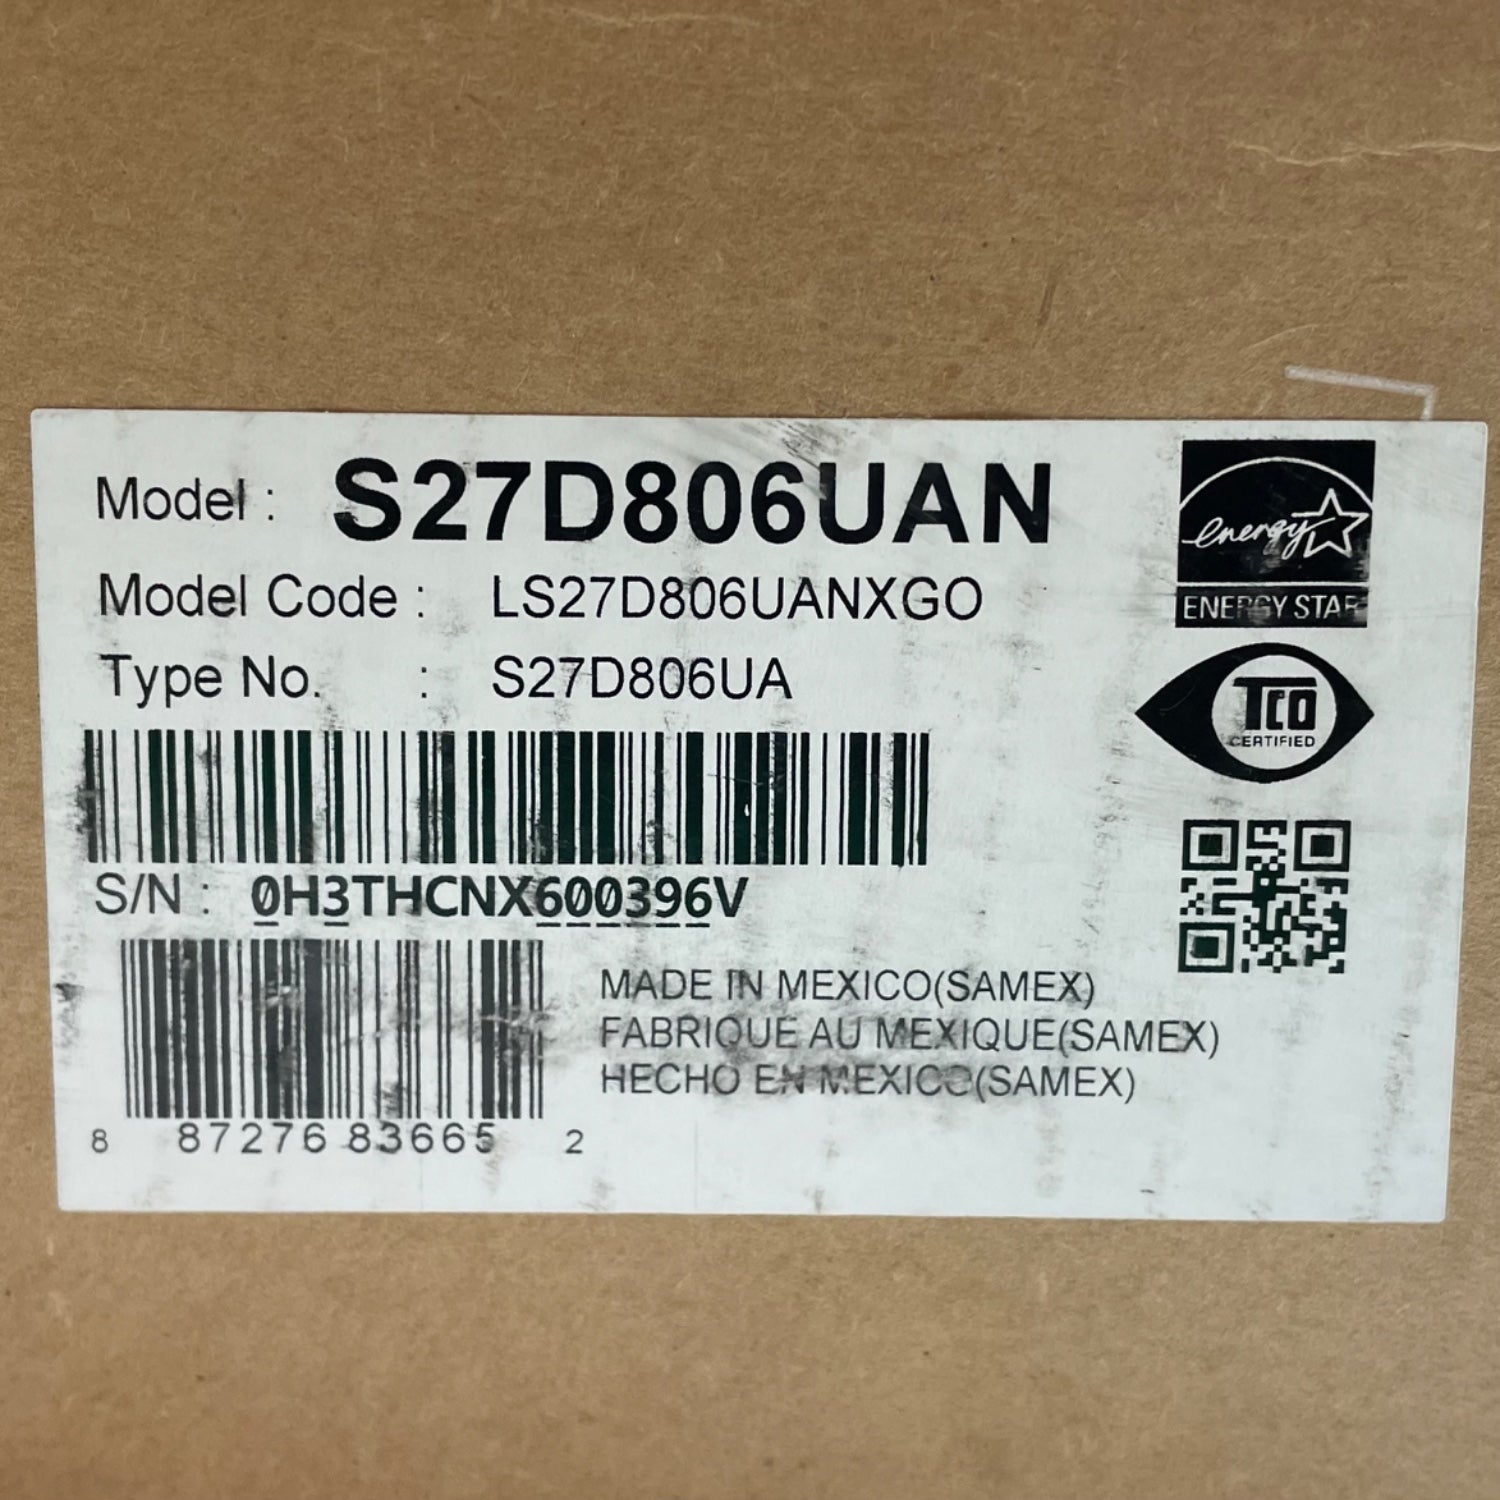 Model : S27D806UAN
Model Code : LS27D806UANXGO
Type No. : S27D806UA
S/N : 0H3THCNX600396V
8 87276 83665 2
MADE IN MEXICO(SAMEX)
FABRIQUE AU MEXIQUE(SAMEX)
HECHO EN MEXICO(SAMEX)
energy
ENERGY STAR
TCO
CERTIFIED